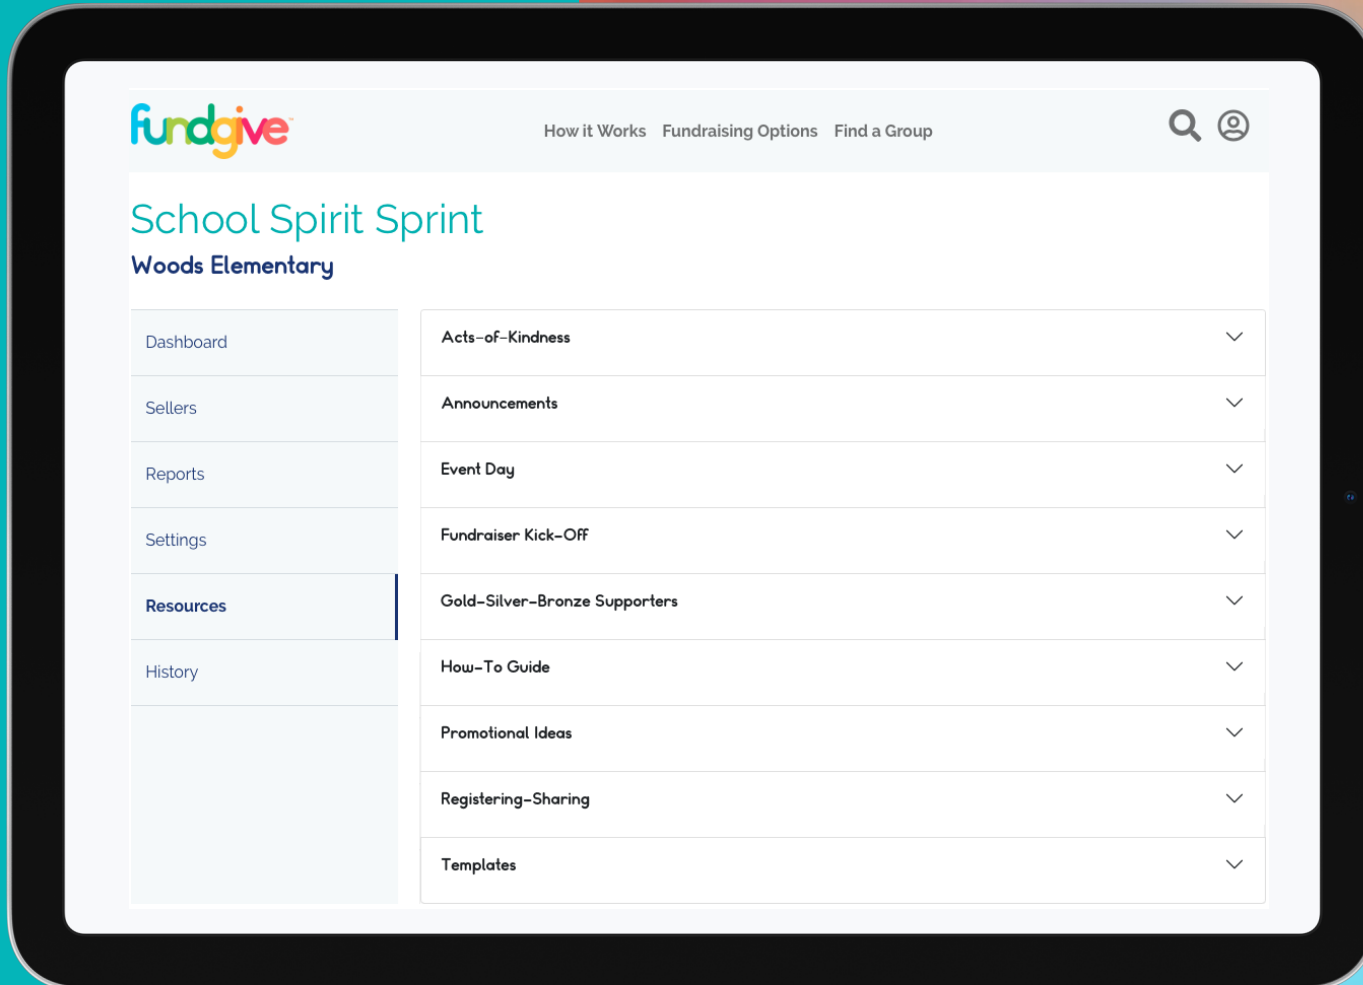 fundgive™
How it Works Fundraising Options Find a Group
School Spirit Sprint
Woods Elementary
Dashboard
Sellers
Reports
Settings
Resources
History
Acts-of-Kindness
Announcements
Event Day
Fundraiser Kick-Off
Gold-Silver-Bronze Supporters
How-To Guide
Promotional Ideas
Registering-Sharing
Templates